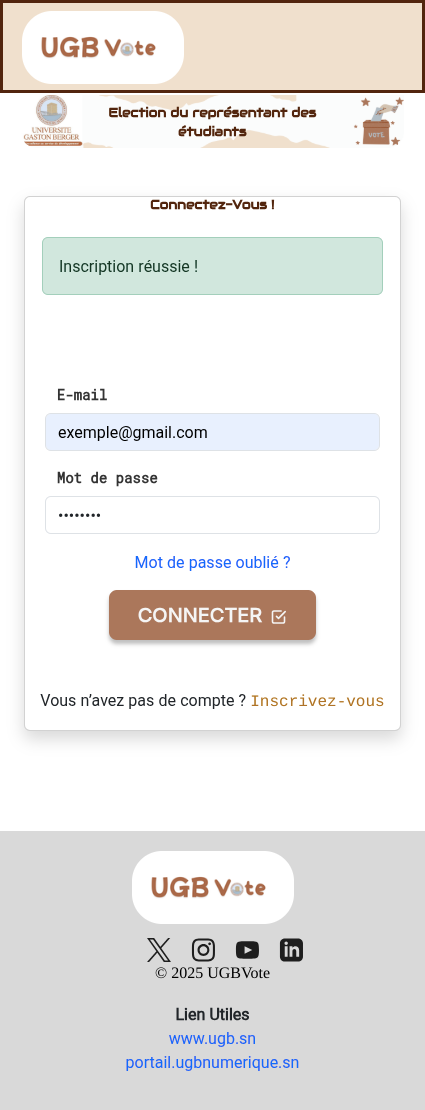 UGB Vote
Election du représentant des
étudiants
UNIVERSITE
GASTON BERGER
VOTE
Connectez-Vous !
Inscription réussie !
E-mail
exemple@gmail.com
Mot de passe
••••••••
Mot de passe oublié ?
CONNECTER
Vous n’avez pas de compte ? Inscrivez-vous
UGB Vote
© 2025 UGBVote
Lien Utiles
www.ugb.sn
portail.ugbnumerique.sn